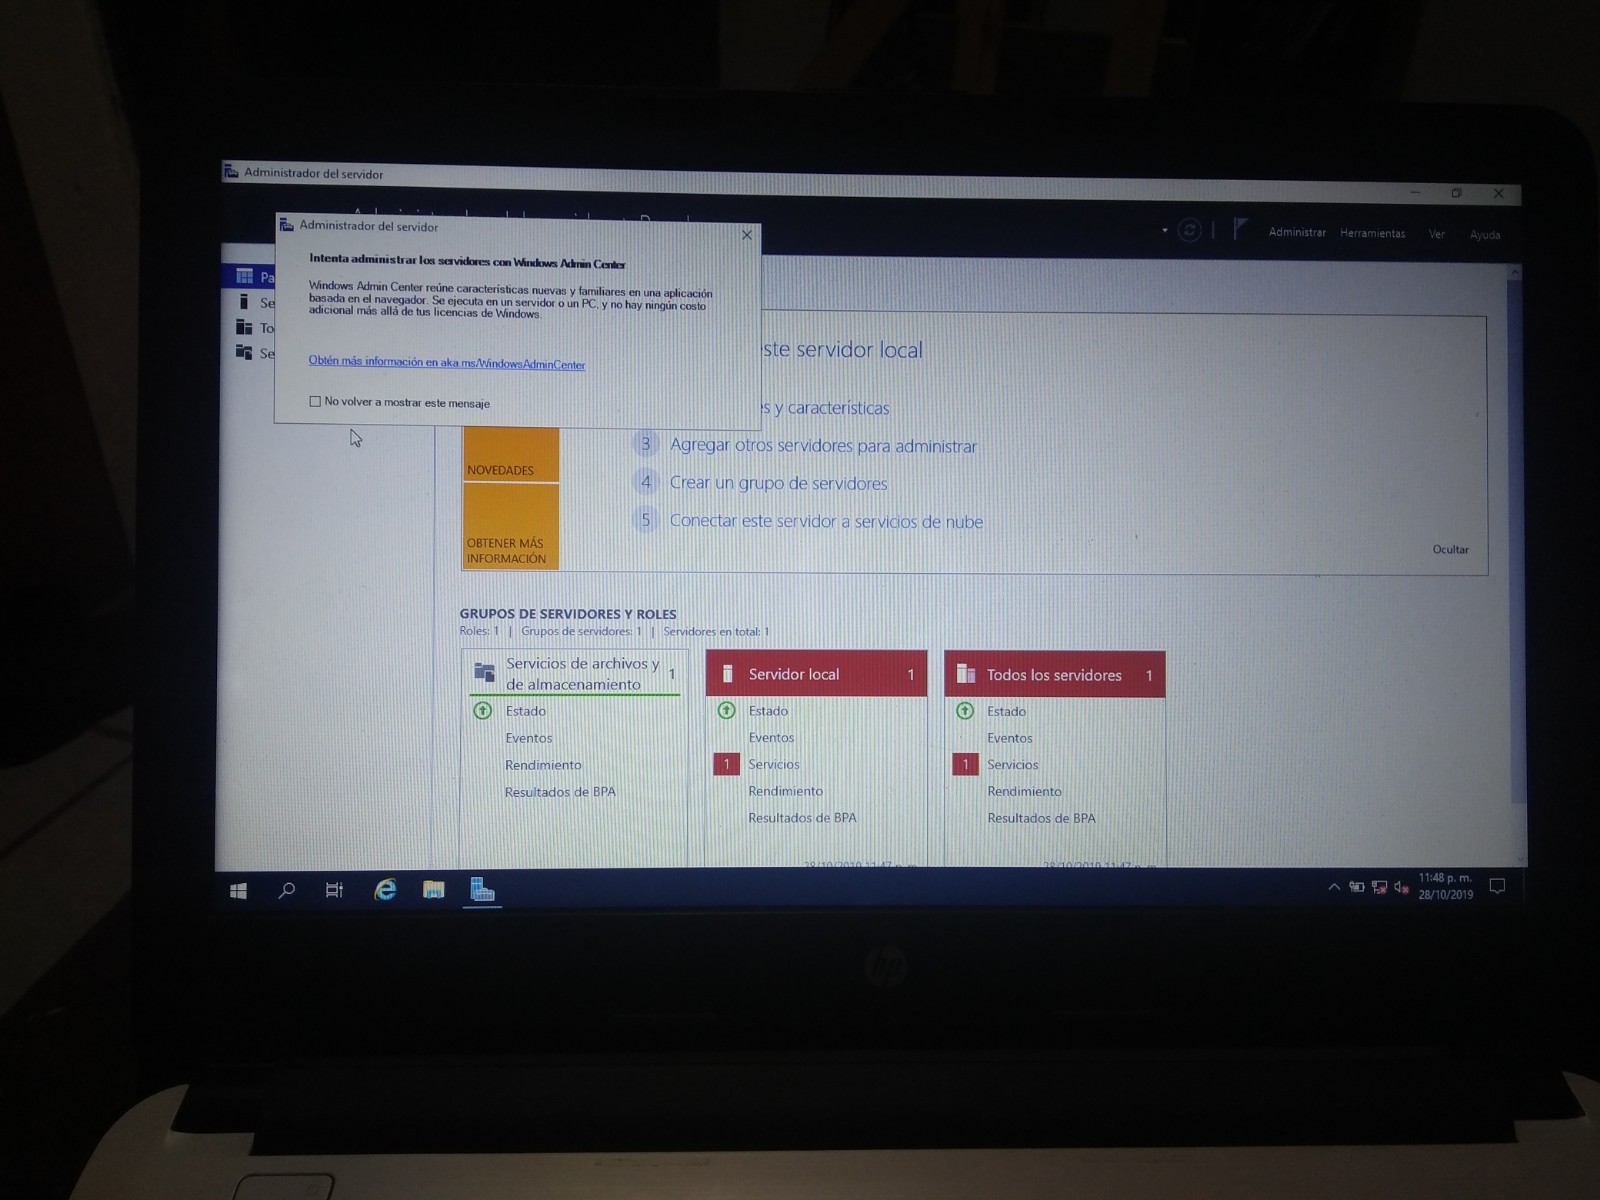 Administrador del servidor
Administrar Herramientas Ver Ayuda
Administrador del servidor
Intenta administrar los servidores con Windows Admin Center
Windows Admin Center reúne características nuevas y familiares en una aplicación
basada en el navegador. Se ejecuta en un servidor o un PC, y no hay ningún costo
adicional más allá de tus licencias de Windows.
Obtén más información en aka.ms/WindowsAdminCenter
No volver a mostrar este mensaje
Pa
Se
To
Se
ste servidor local
s y características
3 Agregar otros servidores para administrar
4 Crear un grupo de servidores
5 Conectar este servidor a servicios de nube
NOVEDADES
OBTENER MÁS
INFORMACIÓN
Ocultar
GRUPOS DE SERVIDORES Y ROLES
Roles: 1 | Grupos de servidores: 1 | Servidores en total: 1
Servicios de archivos y
de almacenamiento 1
Estado
Eventos
Rendimiento
Resultados de BPA
Servidor local 1
Estado
Eventos
1 Servicios
Rendimiento
Resultados de BPA
28/10/2019 11:47 p. m.
Todos los servidores 1
Estado
Eventos
1 Servicios
Rendimiento
Resultados de BPA
28/10/2019 11:47 p. m.
11:48 p. m.
28/10/2019
hp